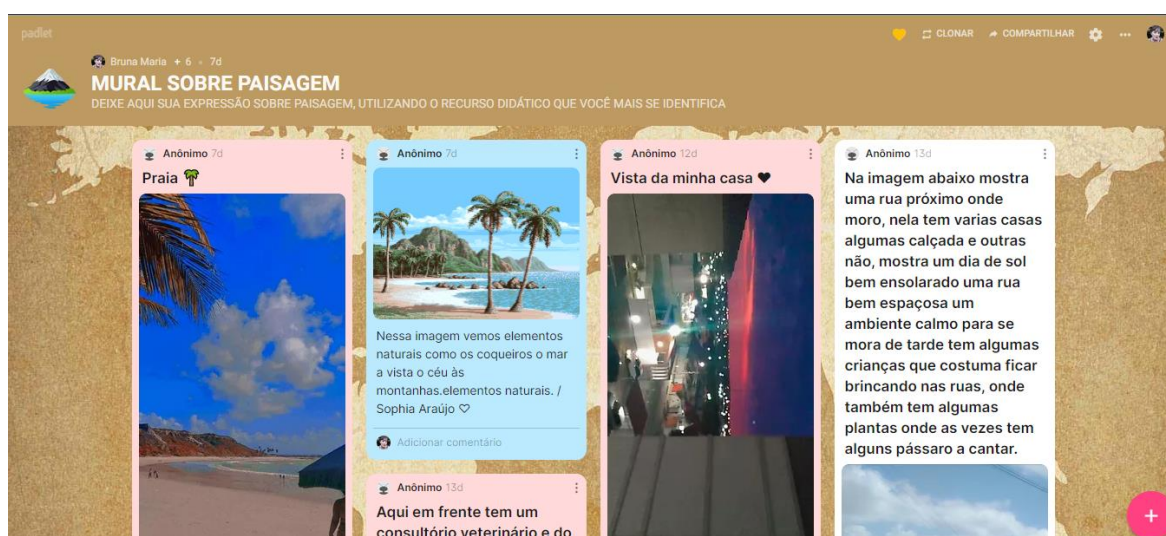 padlet
CLONAR
COMPARTILHAR
Bruna Maria + 6 • 7d
MURAL SOBRE PAISAGEM
DEIXE AQUI SUA EXPRESSÃO SOBRE PAISAGEM, UTILIZANDO O RECURSO DIDÁTICO QUE VOCÊ MAIS SE IDENTIFICA
Anônimo 7d
Praia
Anônimo 7d
Nessa imagem vemos elementos
naturais como os coqueiros o mar
a vista o céu às
montanhas.elementos naturais. /
Sophia Araújo ♡
Adicionar comentário
Anônimo 13d
Aqui em frente tem um
consultório veterinário e do
Anônimo 12d
Vista da minha casa ♥
Anônimo 13d
Na imagem abaixo mostra
uma rua próximo onde
moro, nela tem varias casas
algumas calçada e outras
não, mostra um dia de sol
bem ensolarado uma rua
bem espaçosa um
ambiente calmo para se
mora de tarde tem algumas
crianças que costuma ficar
brincando nas ruas, onde
também tem algumas
plantas onde as vezes tem
alguns pássaro a cantar.